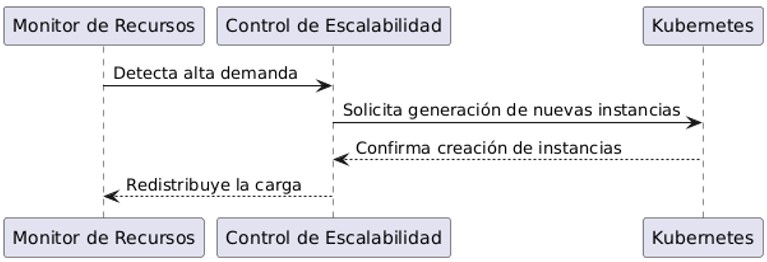 Monitor de Recursos
Control de Escalabilidad
Kubernetes
Detecta alta demanda
Solicita generación de nuevas instancias
Confirma creación de instancias
Redistribuye la carga
Monitor de Recursos
Control de Escalabilidad
Kubernetes